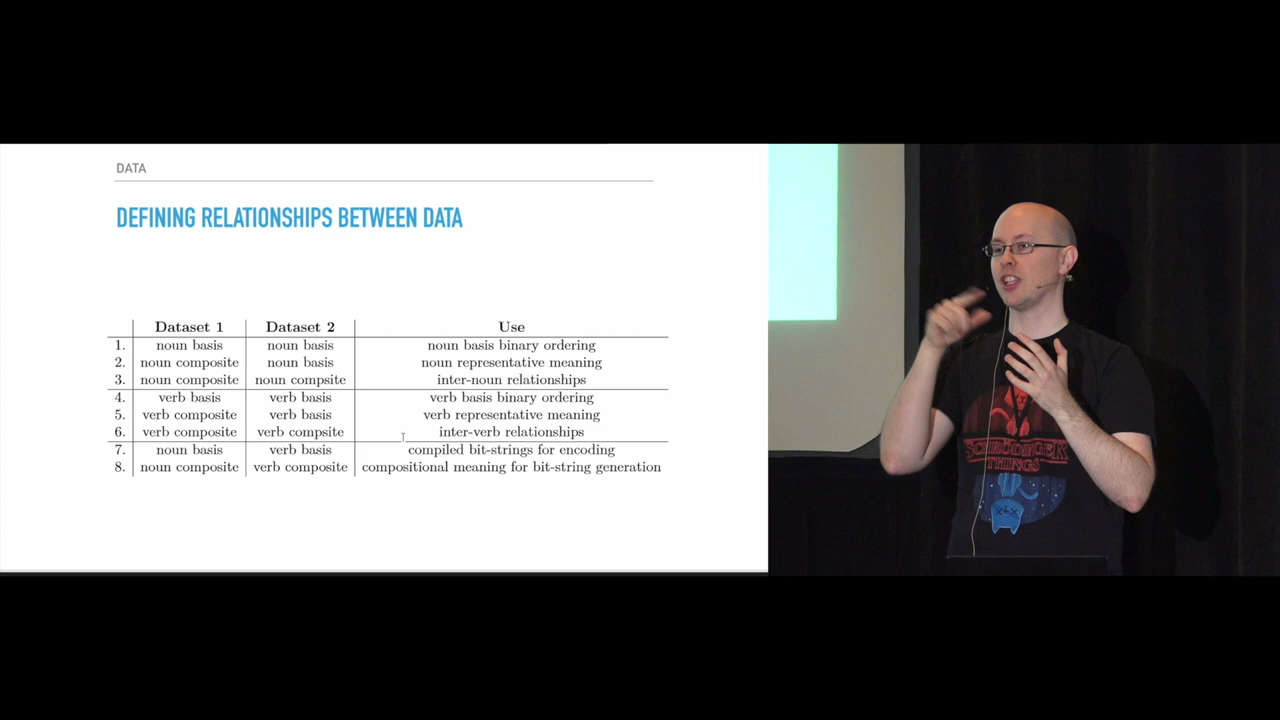 DATA
DEFINING RELATIONSHIPS BETWEEN DATA
Dataset 1 Dataset 2 Use
1. noun basis noun basis noun basis binary ordering
2. noun composite noun basis noun representative meaning
3. noun composite noun compsite inter-noun relationships
4. verb basis verb basis verb basis binary ordering
5. verb composite verb basis verb representative meaning
6. verb composite verb compsite inter-verb relationships
7. noun basis verb basis compiled bit-strings for encoding
8. noun composite verb composite compositional meaning for bit-string generation
SCHRÖDINGER
THINGS